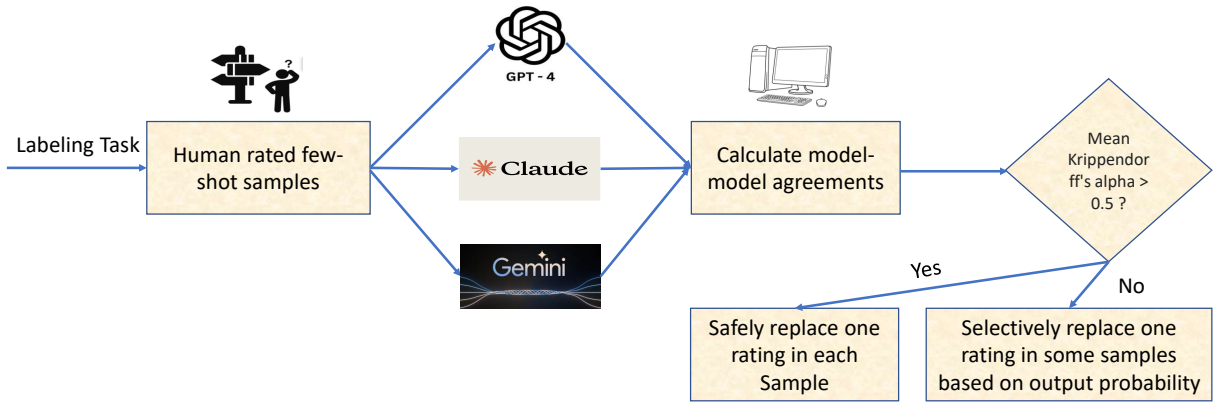 GPT - 4
?
Labeling Task
Human rated few-
shot samples
Claude
Gemini
Calculate model-
model agreements
Mean
Krippendor
ff's alpha >
0.5 ?
Yes
No
Safely replace one
rating in each
Sample
Selectively replace one
rating in some samples
based on output probability